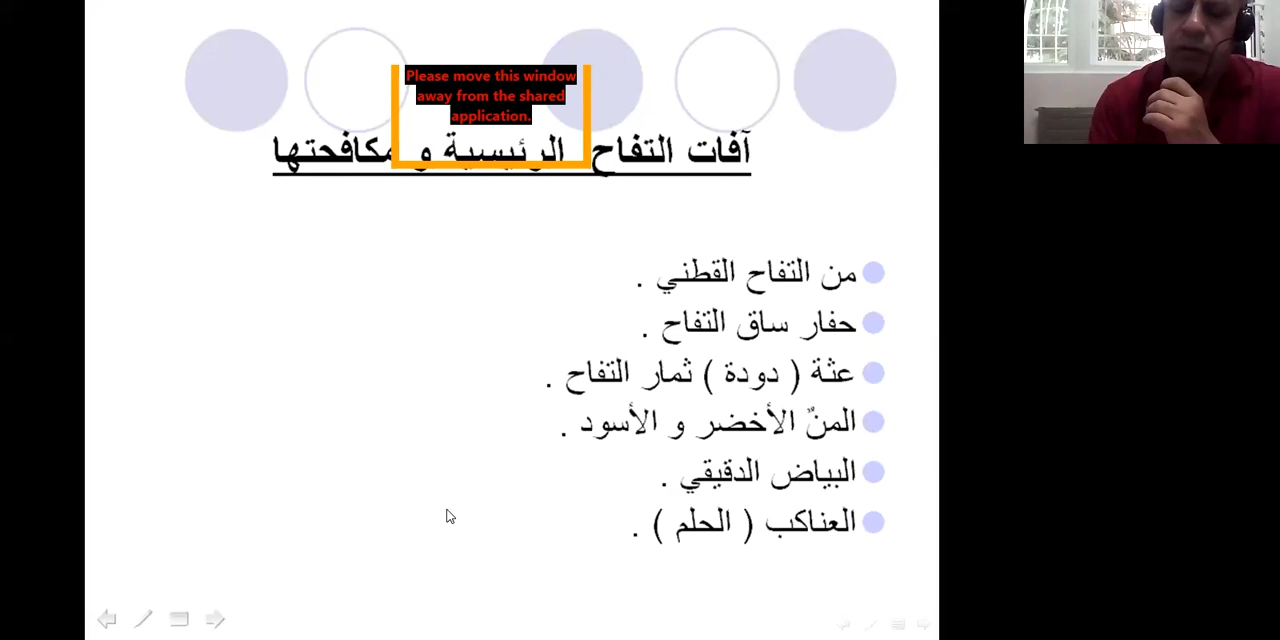 Please move this window
away from the shared
application.
آفات التفاح الرئيسية و مكافحتها
من التفاح القطني .
حفار ساق التفاح .
عثة ( دودة ) ثمار التفاح .
المنٌ الأخضر و الأسود .
البياض الدقيقي .
العناكب ( الحلم ) .